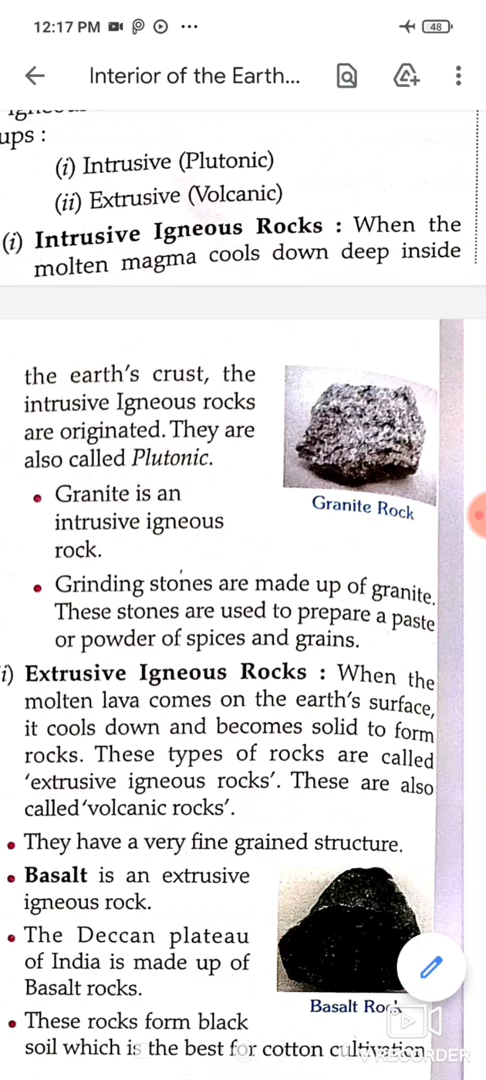 12:17 PM
48
Interior of the Earth...
ups :
(i) Intrusive (Plutonic)
(ii) Extrusive (Volcanic)
(i) Intrusive Igneous Rocks : When the
molten magma cools down deep inside
the earth's crust, the
intrusive Igneous rocks
are originated. They are
also called Plutonic.
Granite Rock
• Granite is an
intrusive igneous
rock.
• Grinding stones are made up of granite.
These stones are used to prepare a paste
or powder of spices and grains.
i) Extrusive Igneous Rocks : When the
molten lava comes on the earth's surface,
it cools down and becomes solid to form
rocks. These types of rocks are called
'extrusive igneous rocks'. These are also
called 'volcanic rocks'.
• They have a very fine grained structure.
• Basalt is an extrusive
igneous rock.
• The Deccan plateau
of India is made up of
Basalt rocks.
Basalt Rock
• These rocks form black
soil which is the best for cotton cultivation
RECORDER